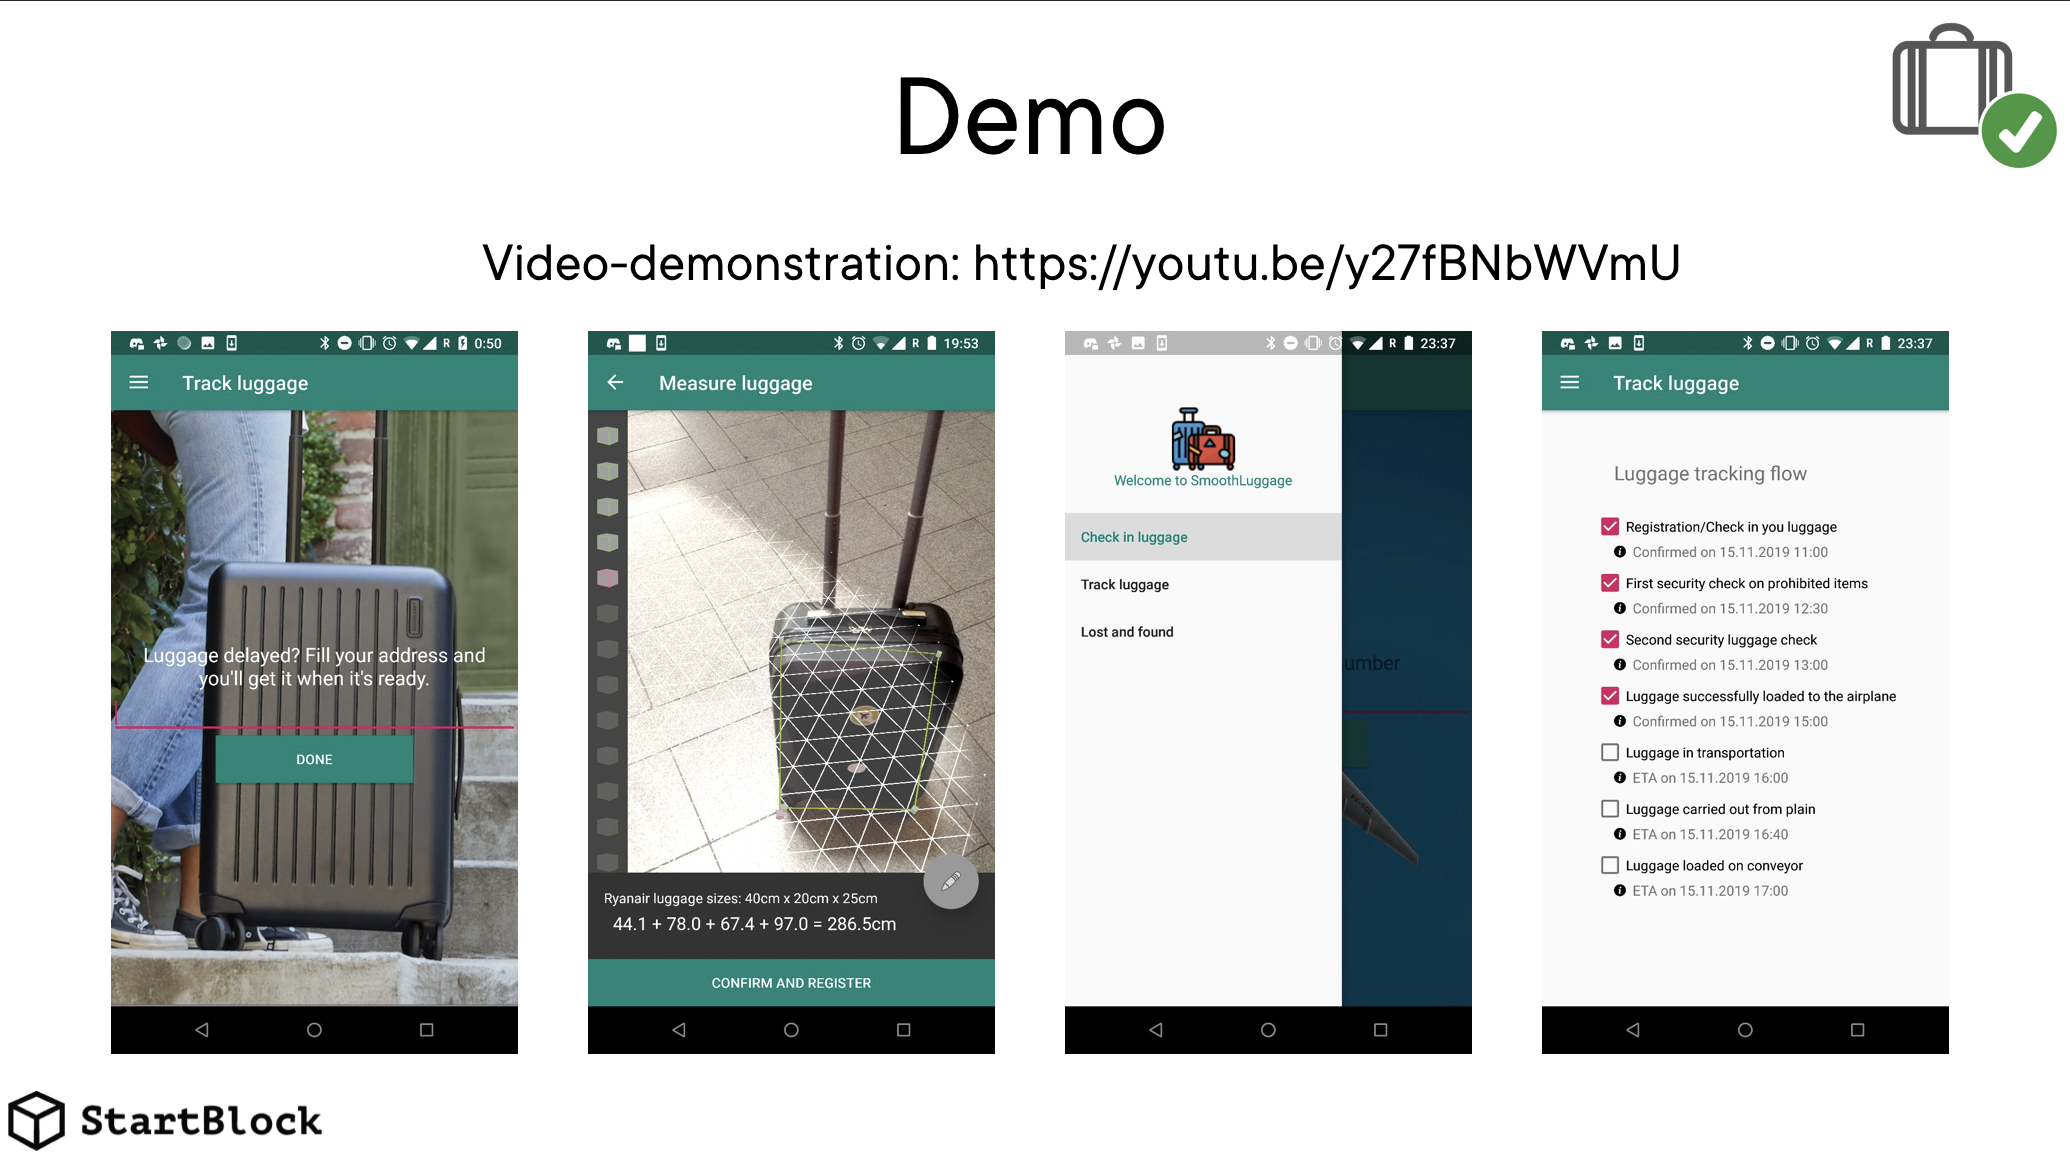 Demo
Video-demonstration: https://youtu.be/y27fBNbWVmU
R 0:50
Track luggage
Luggage delayed? Fill your address and
you'll get it when it's ready.
DONE
R 19:53
Measure luggage
Ryanair luggage sizes: 40cm x 20cm x 25cm
44.1 + 78.0 + 67.4 + 97.0 = 286.5cm
CONFIRM AND REGISTER
R 23:37
Welcome to SmoothLuggage
Check in luggage
Track luggage
Lost and found
umber
R 23:37
Track luggage
Luggage tracking flow
Registration/Check in you luggage
Confirmed on 15.11.2019 11:00
First security check on prohibited items
Confirmed on 15.11.2019 12:30
Second security luggage check
Confirmed on 15.11.2019 13:00
Luggage successfully loaded to the airplane
Confirmed on 15.11.2019 15:00
Luggage in transportation
ETA on 15.11.2019 16:00
Luggage carried out from plain
ETA on 15.11.2019 16:40
Luggage loaded on conveyor
ETA on 15.11.2019 17:00
StartBlock